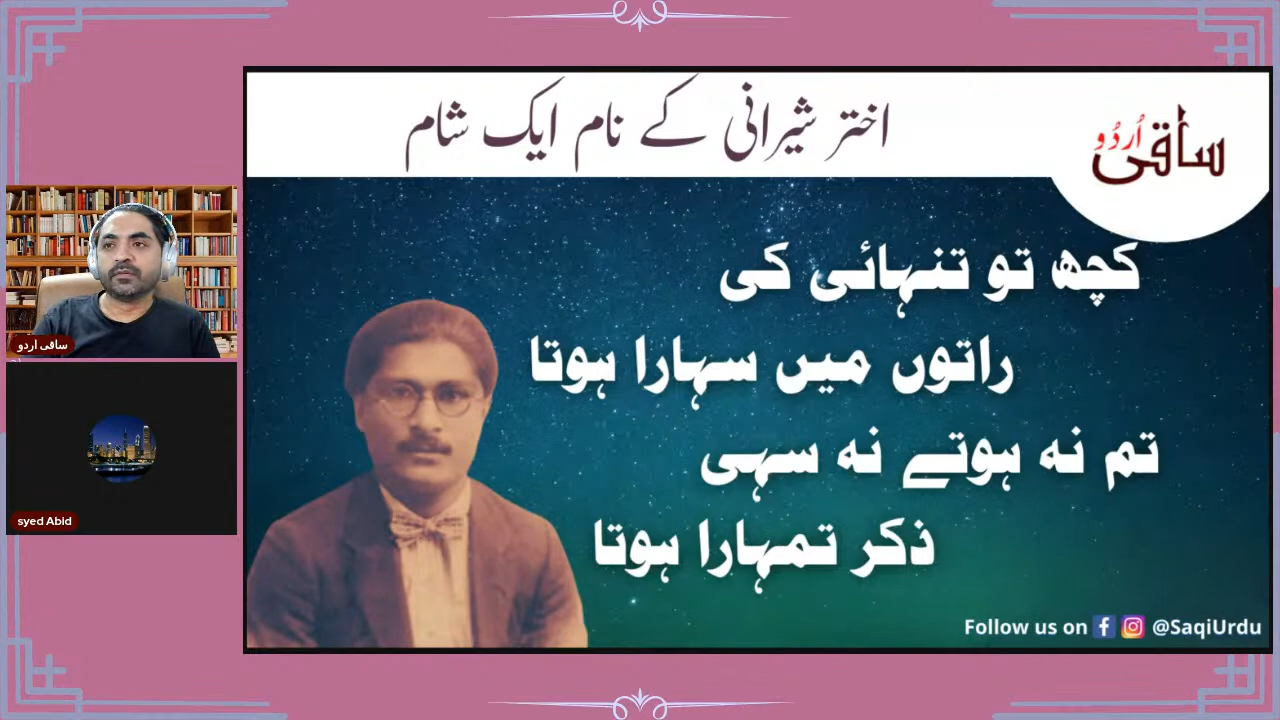 اختر شیرانی کے نام ایک شام
ساقی اُردُو
کچھ تو تنہائی کی
راتوں میں سہارا ہوتا
تم نہ ہوتے نہ سہی
ذکر تمہارا ہوتا
Follow us on @SaqiUrdu
ساقی اردو
syed Abid